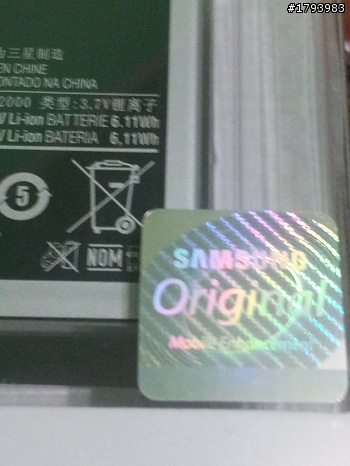 #1793983
为三星制造
EN CHINE
ONTADO NA CHINA
2000 类型:3.7V锂离子
V Li-ion BATTERIE 6.11Wh
V Li-ion BATERIA 6.11Wh
5
NOM
SAMSUNG
Original
Mobile Enhancement